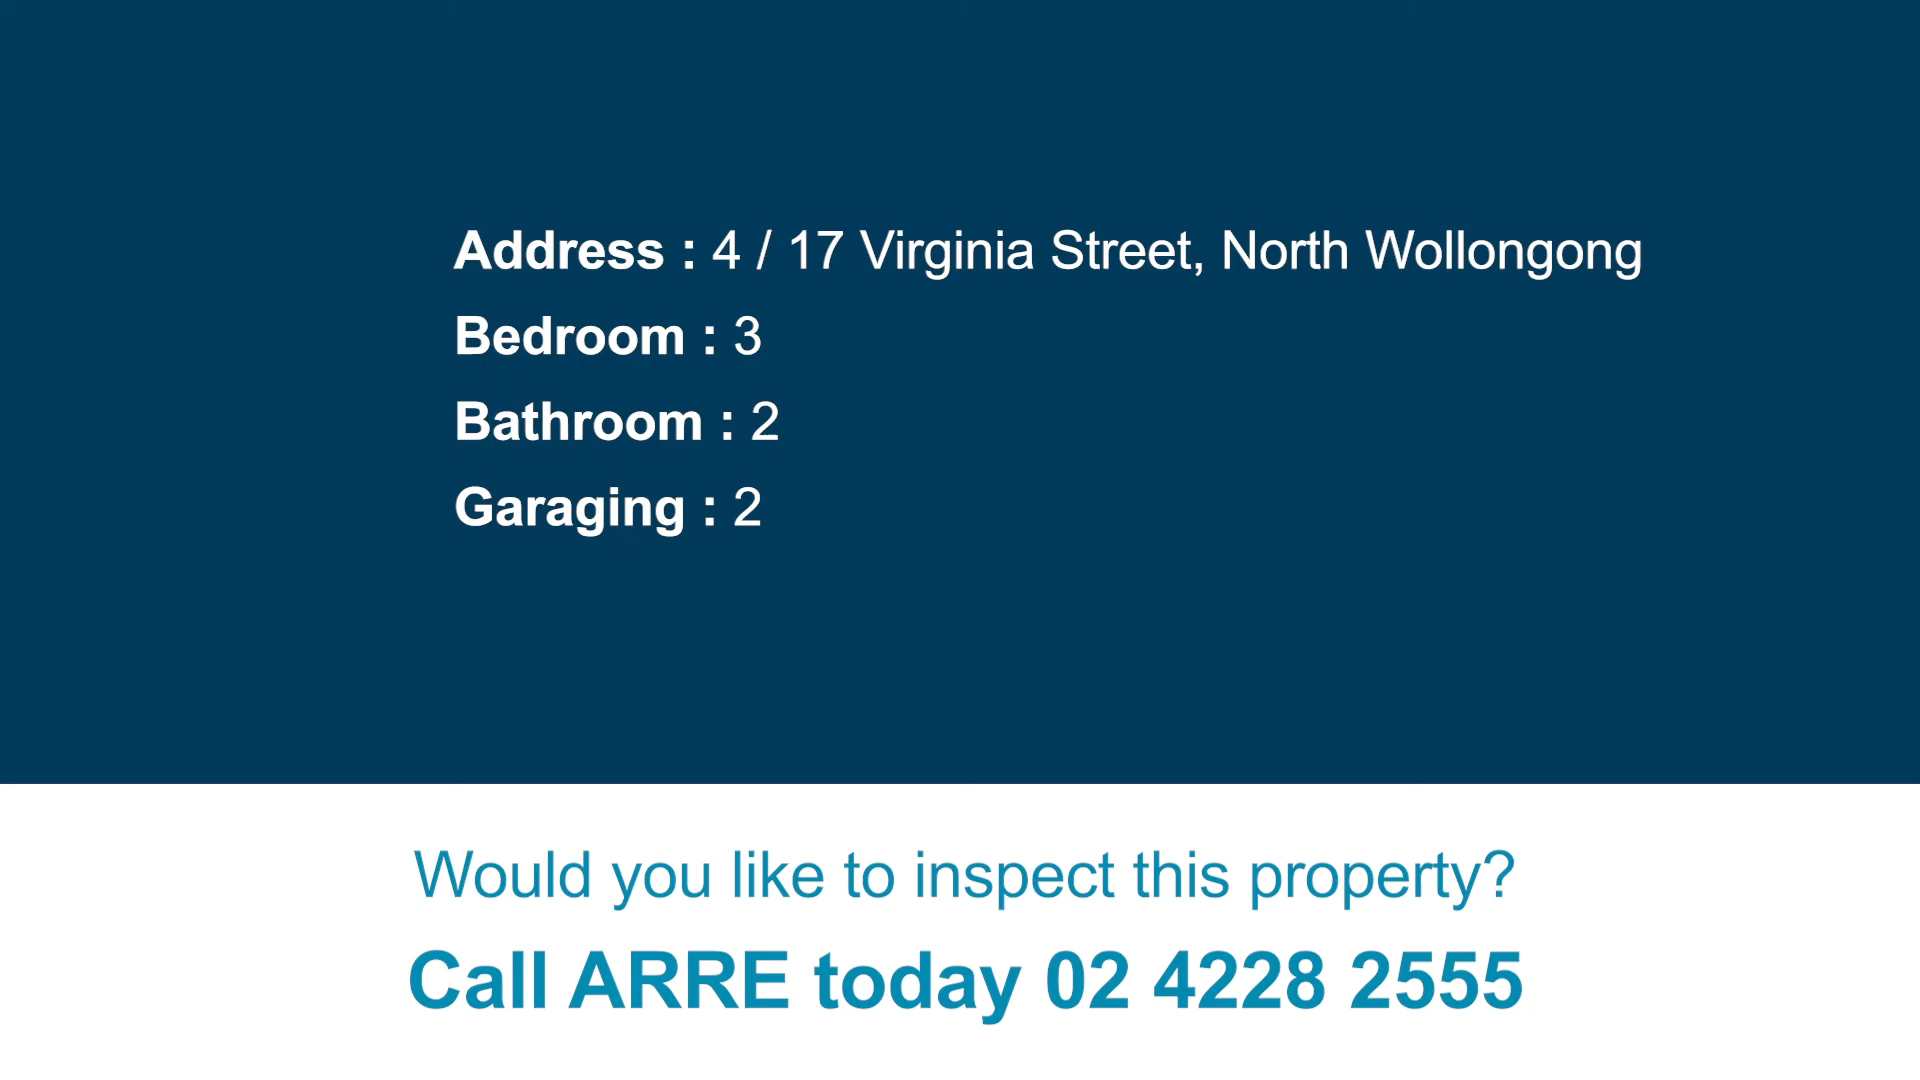 Address : 4 / 17 Virginia Street, North Wollongong
Bedroom : 3
Bathroom : 2
Garaging : 2
Would you like to inspect this property?
Call ARRE today 02 4228 2555